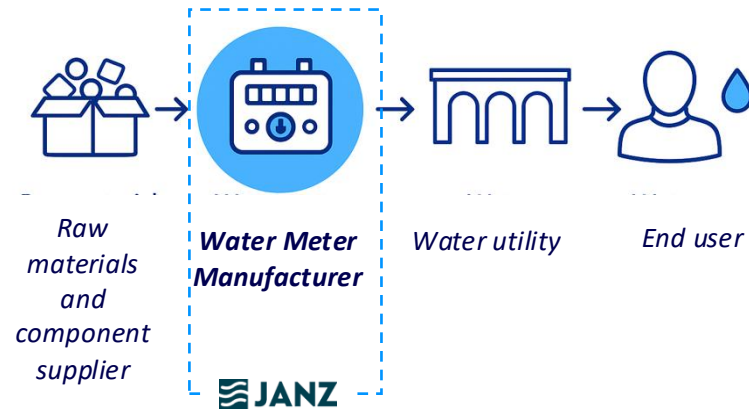 Raw
materials
and
component
supplier
Water Meter
Manufacturer
Water utility
End user
JANZ